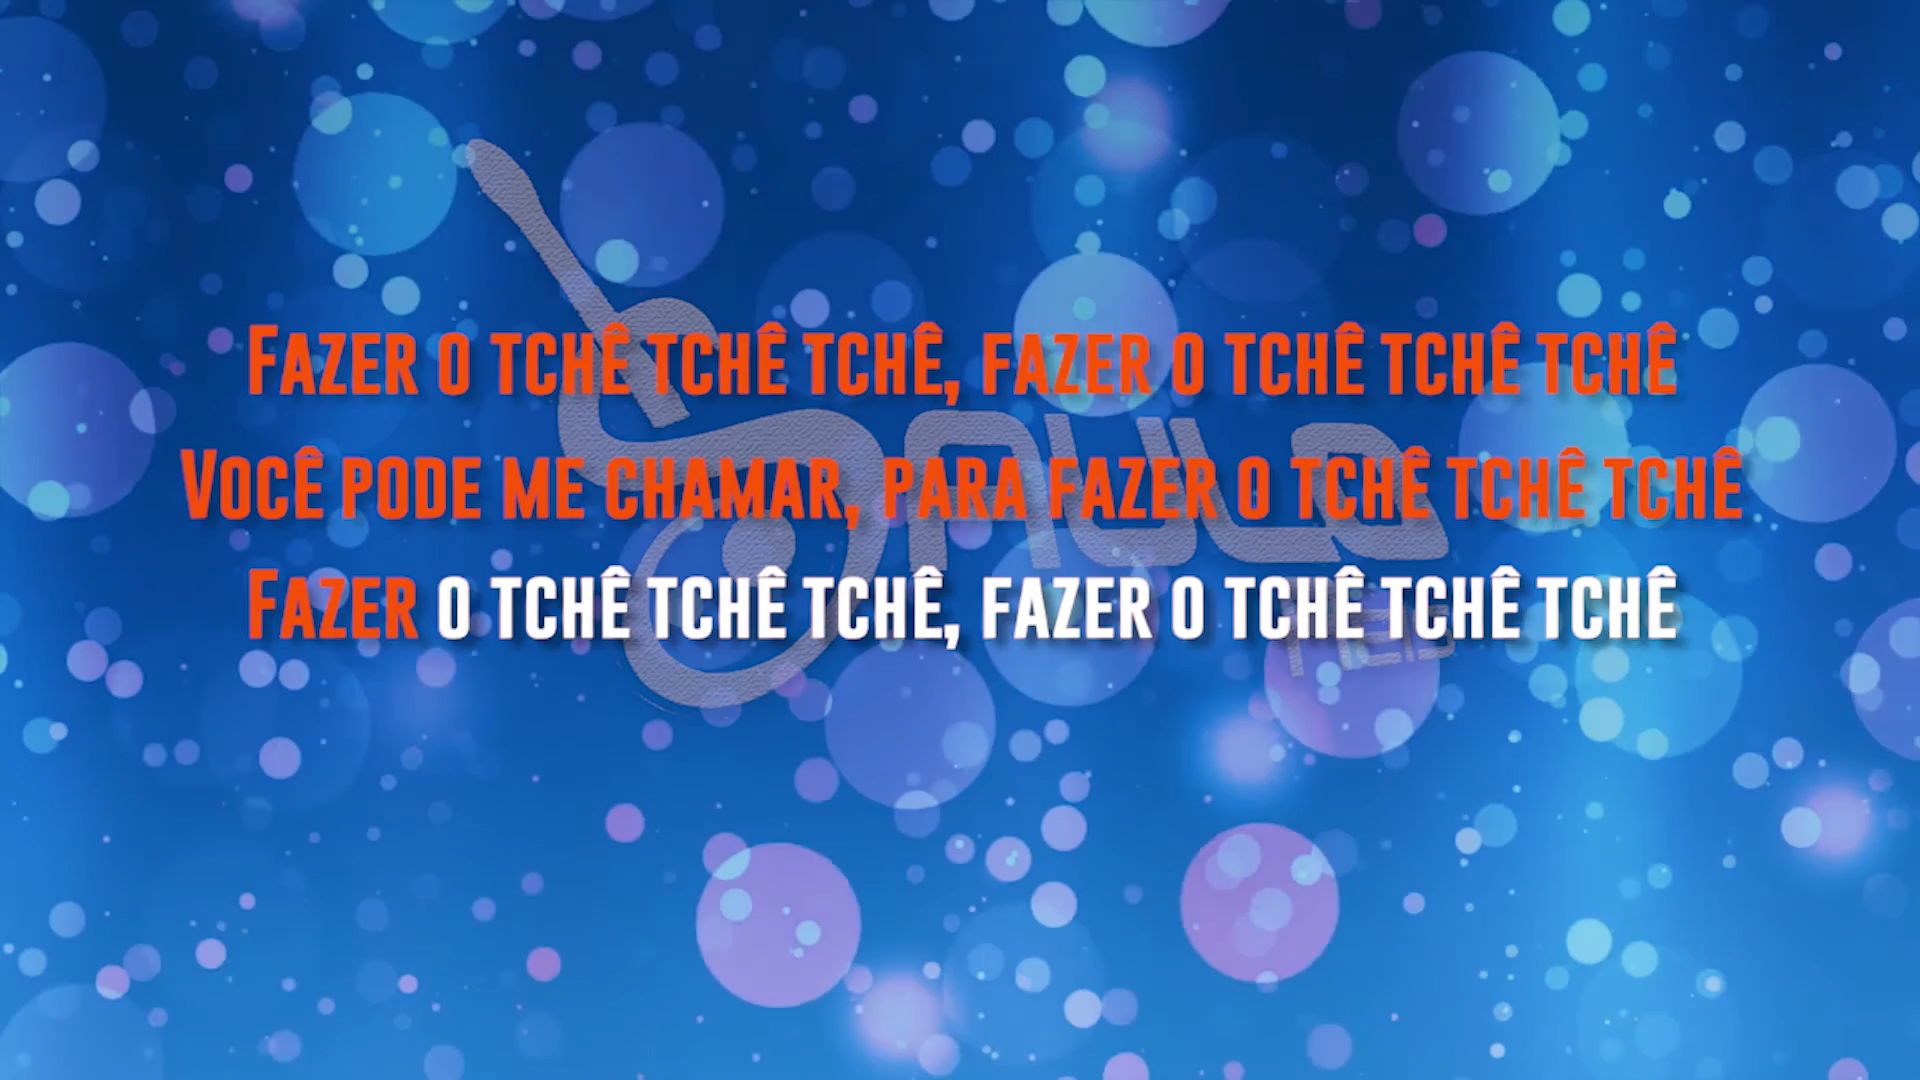 Fazer o tchê tchê tchê, fazer o tchê tchê tchê
Você pode me chamar, para fazer o tchê tchê tchê
Fazer o tchê tchê tchê, fazer o tchê tchê tchê